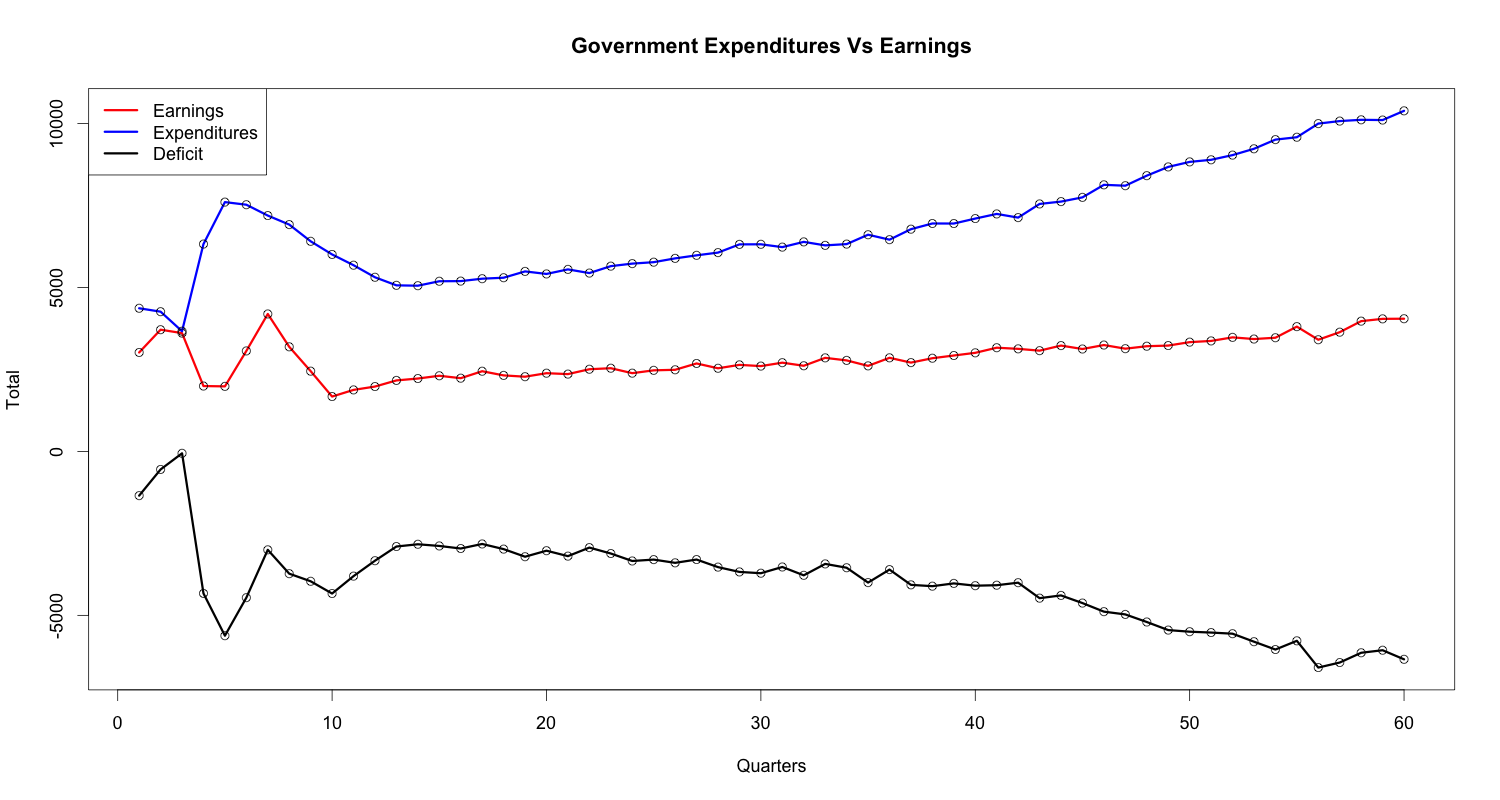 Government Expenditures Vs Earnings
Earnings
Expenditures
Deficit
10000
5000
0
-5000
Total
0 10 20 30 40 50 60
Quarters